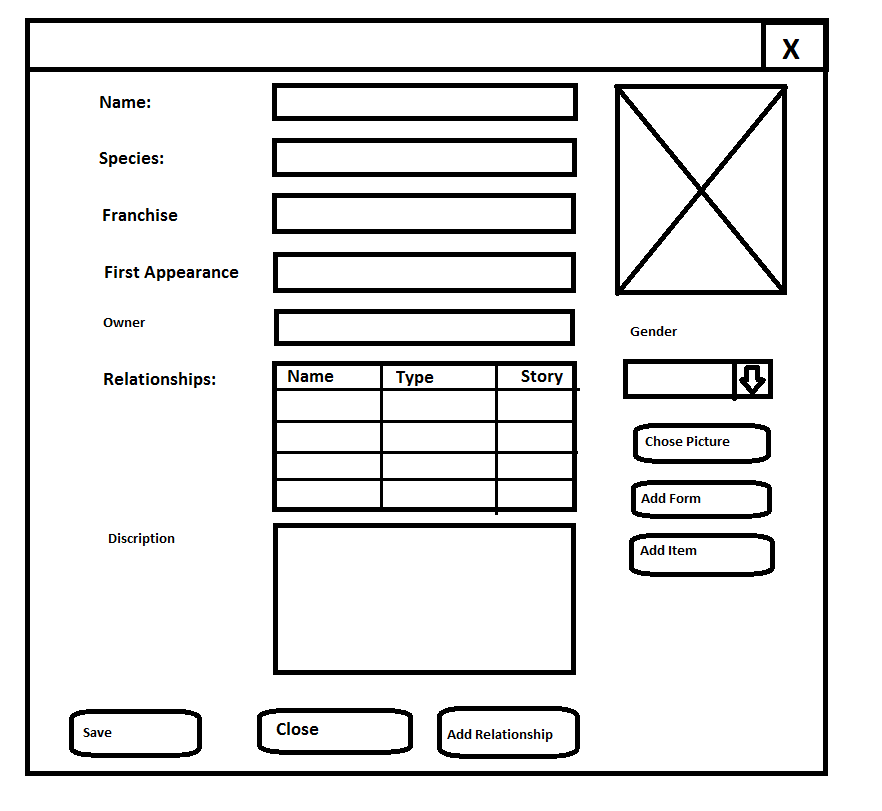 X
Name:
Species:
Franchise
First Appearance
Owner
Gender
Relationships:
Name Type Story
Chose Picture
Add Form
Discription
Add Item
Save
Close
Add Relationship